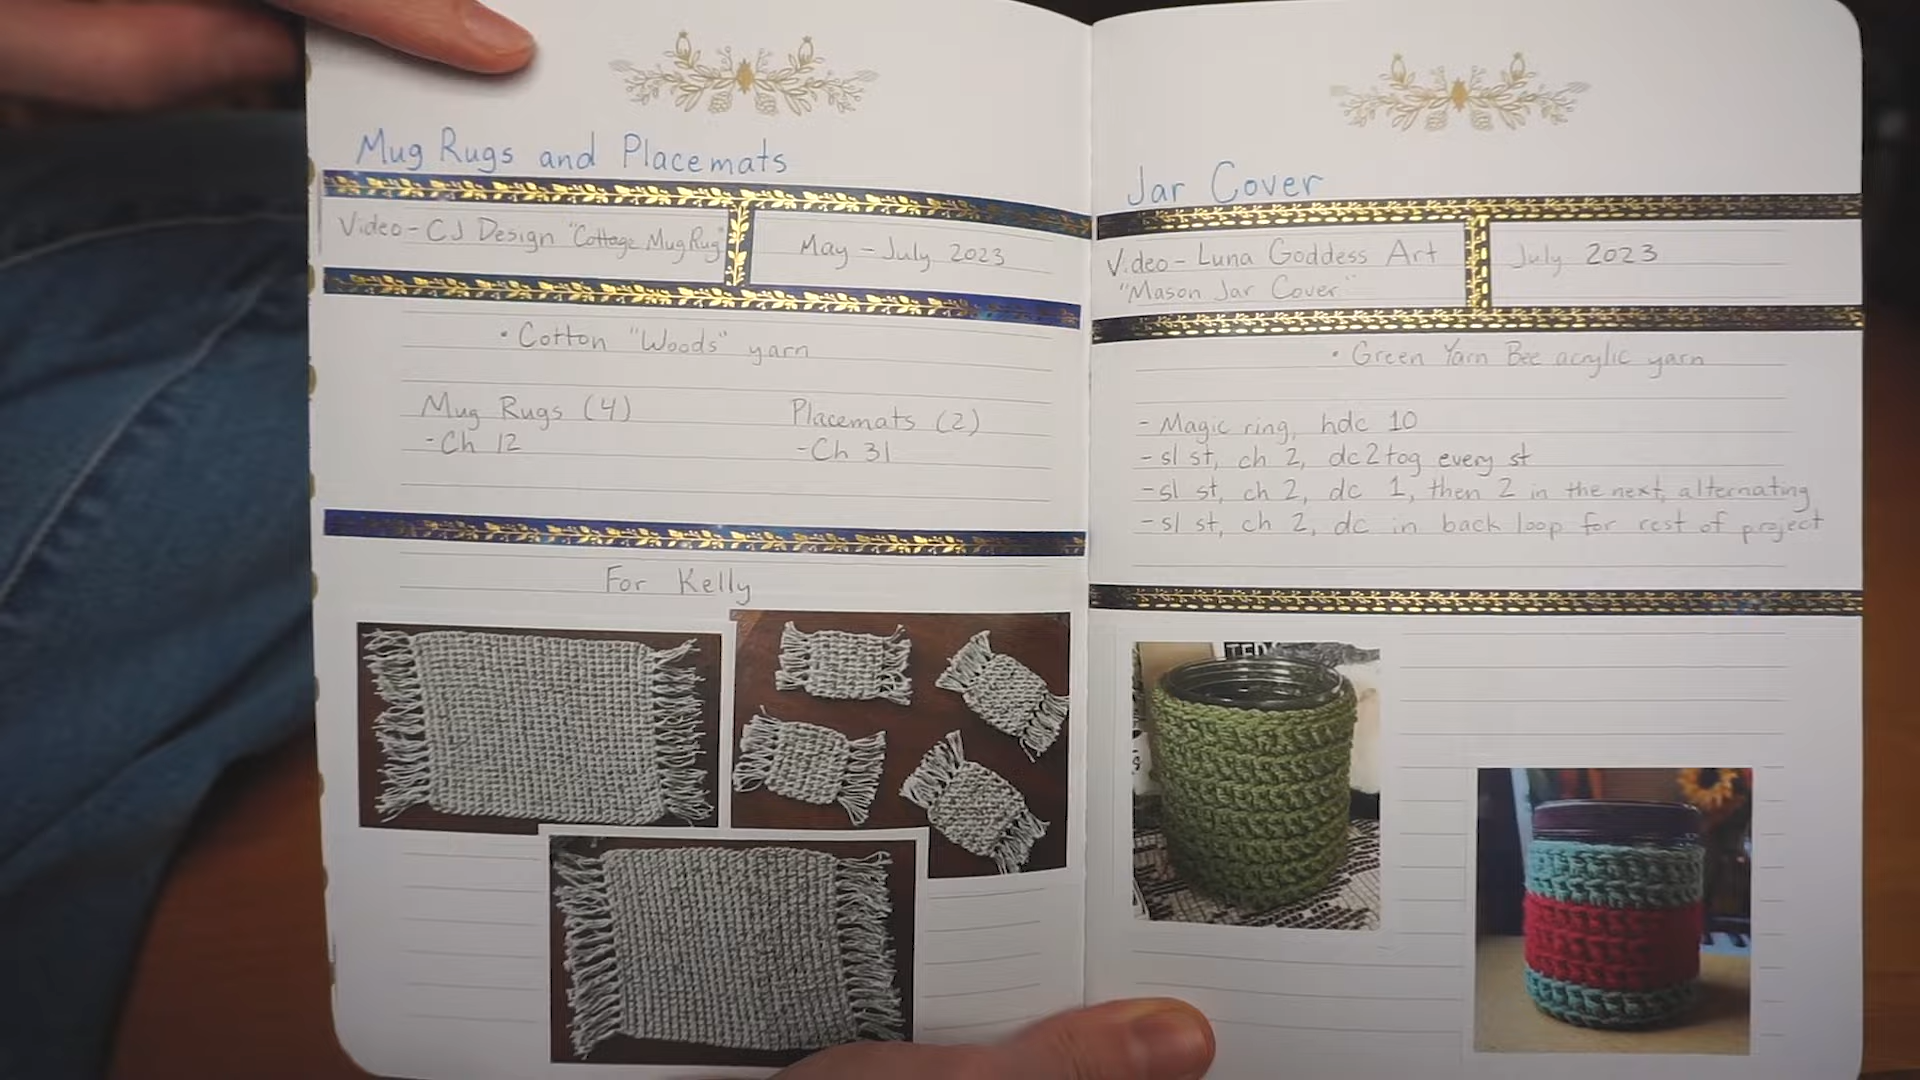 Mug Rugs and Placemats
Video - CJ Design "Cottage Mug Rug"
May - July 2023
• Cotton "Woods" yarn
Mug Rugs (4)
- Ch 12
Placemats (2)
- Ch 31
For Kelly
Jar Cover
Video - Luna Goddess Art
"Mason Jar Cover"
July 2023
• Green Yarn Bee acrylic yarn
- Magic ring, hdc 10
- sl st, ch 2, dc2tog every st
- sl st, ch 2, dc 1, then 2 in the next, alternating
- sl st, ch 2, dc in back loop for rest of project
TED